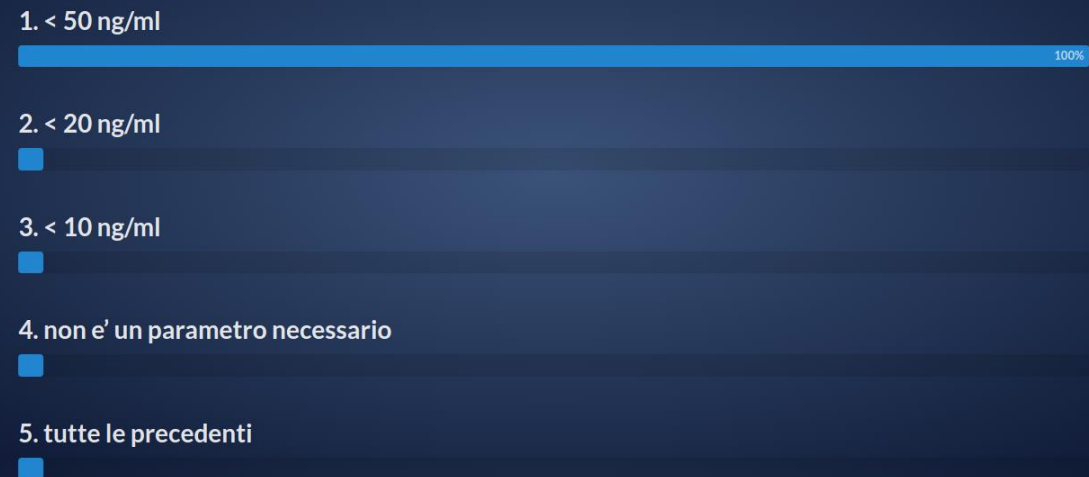 1. < 50 ng/ml
100%
2. < 20 ng/ml
3. < 10 ng/ml
4. non e’ un parametro necessario
5. tutte le precedenti